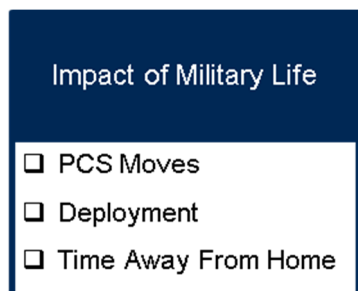 Impact of Military Life
❑ PCS Moves
❑ Deployment
❑ Time Away From Home